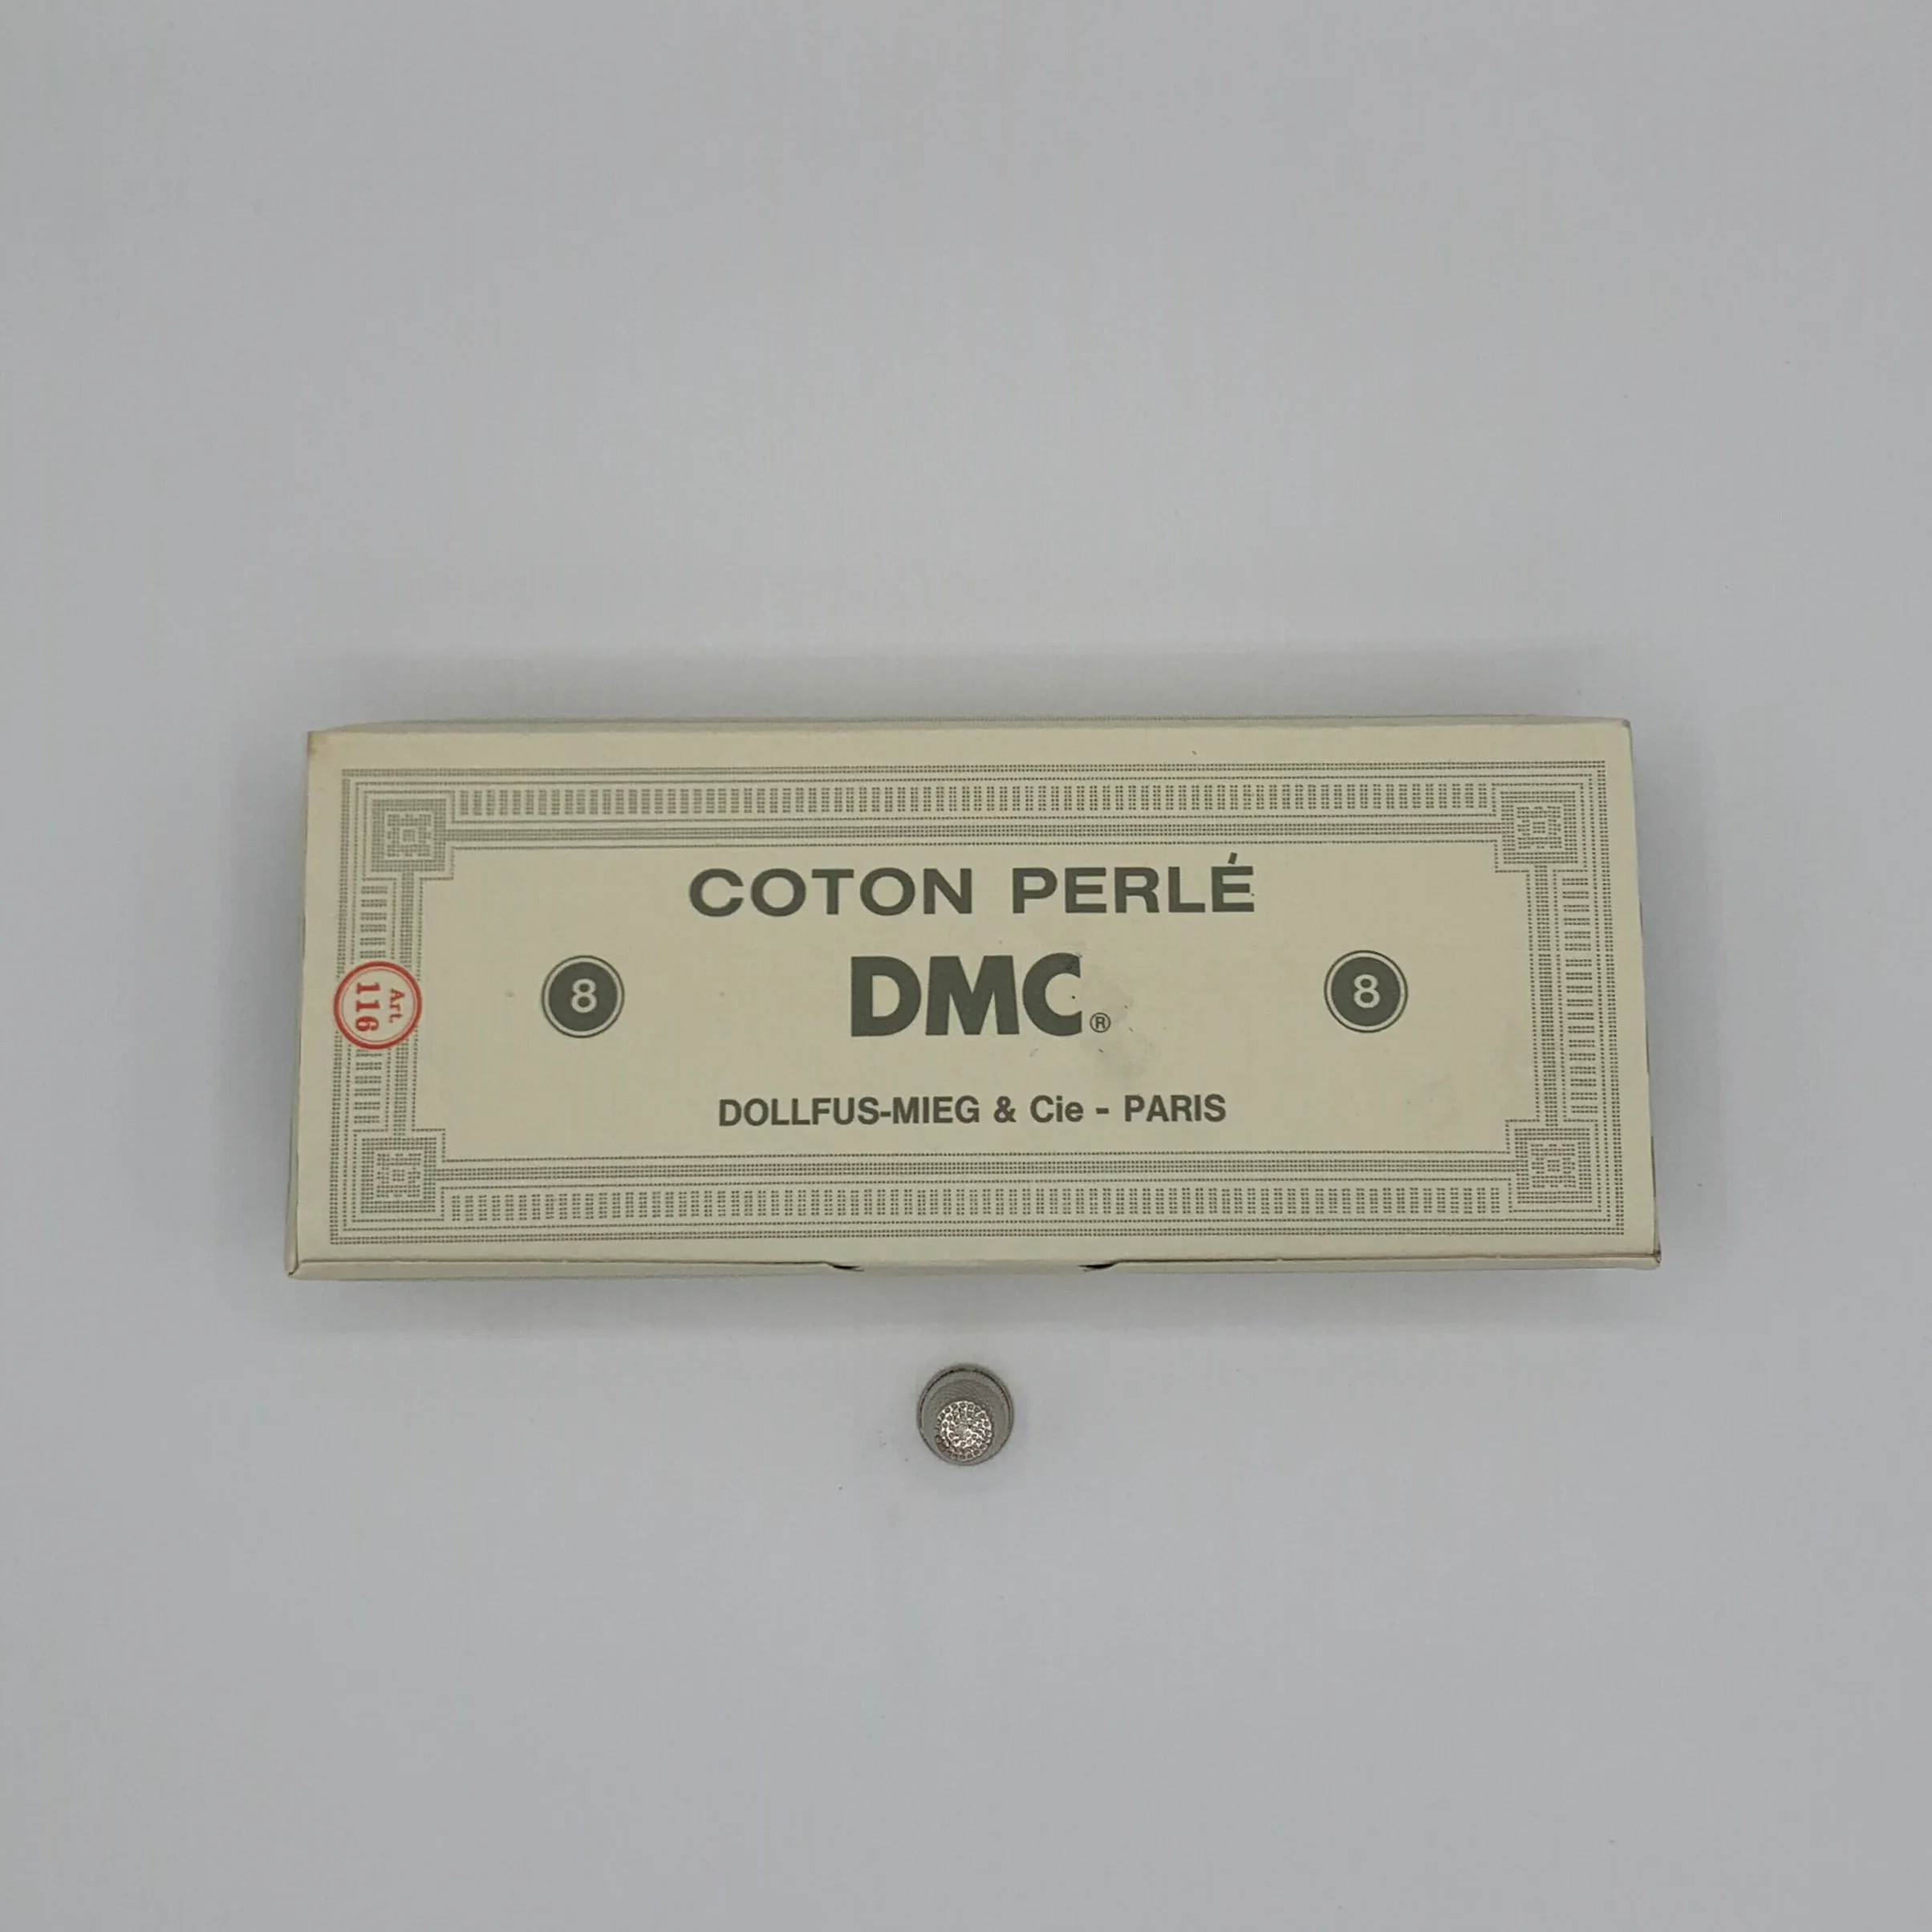 COTON PERLÉ
8 DMC® 8
DOLLFUS-MIEG & Cie - PARIS
Art.
116